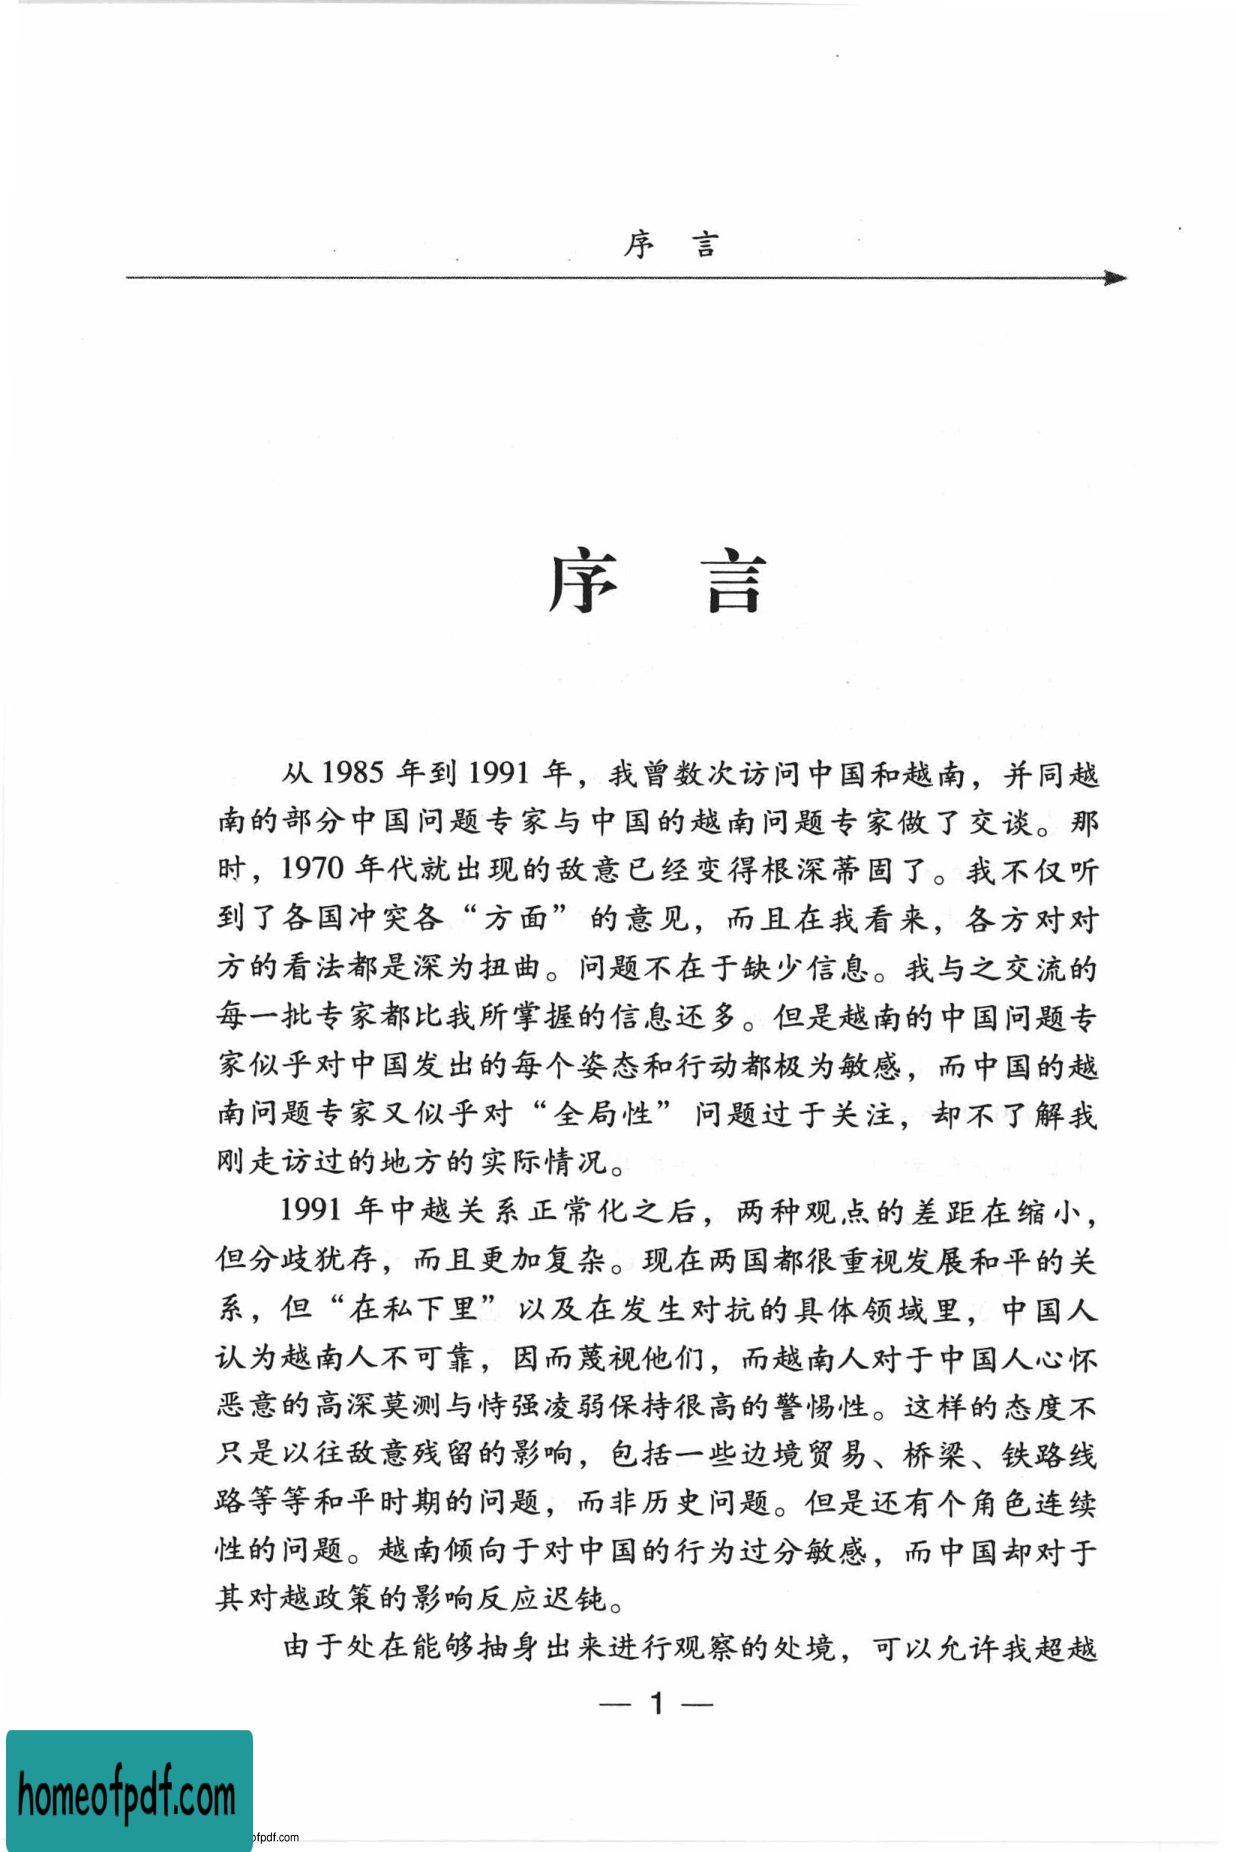 序 言
序 言
从 1985 年到 1991 年，我曾数次访问中国和越南，并同越
南的部分中国问题专家与中国的越南问题专家做了交谈。那
时，1970 年代就出现的敌意已经变得根深蒂固了。我不仅听
到了各国冲突各“方面”的意见，而且在我看来，各方对对
方的看法都是深为扭曲。问题不在于缺少信息。我与之交流的
每一批专家都比我所掌握的信息还多。但是越南的中国问题专
家似乎对中国发出的每个姿态和行动都极为敏感，而中国的越
南问题专家又似乎对“全局性”问题过于关注，却不了解我
刚走访过的地方的实际情况。
1991 年中越关系正常化之后，两种观点的差距在缩小，
但分歧犹存，而且更加复杂。现在两国都很重视发展和平的关
系，但“在私下里”以及在发生对抗的具体领域里，中国人
认为越南人不可靠，因而蔑视他们，而越南人对于中国人心怀
恶意的高深莫测与恃强凌弱保持很高的警惕性。这样的态度不
只是以往敌意残留的影响，包括一些边境贸易、桥梁、铁路线
路等等和平时期的问题，而非历史问题。但是还有个角色连续
性的问题。越南倾向于对中国的行为过分敏感，而中国却对于
其对越政策的影响反应迟钝。
由于处在能够抽身出来进行观察的处境，可以允许我超越
— 1 —
homeofpdf.com
ofpdf.com